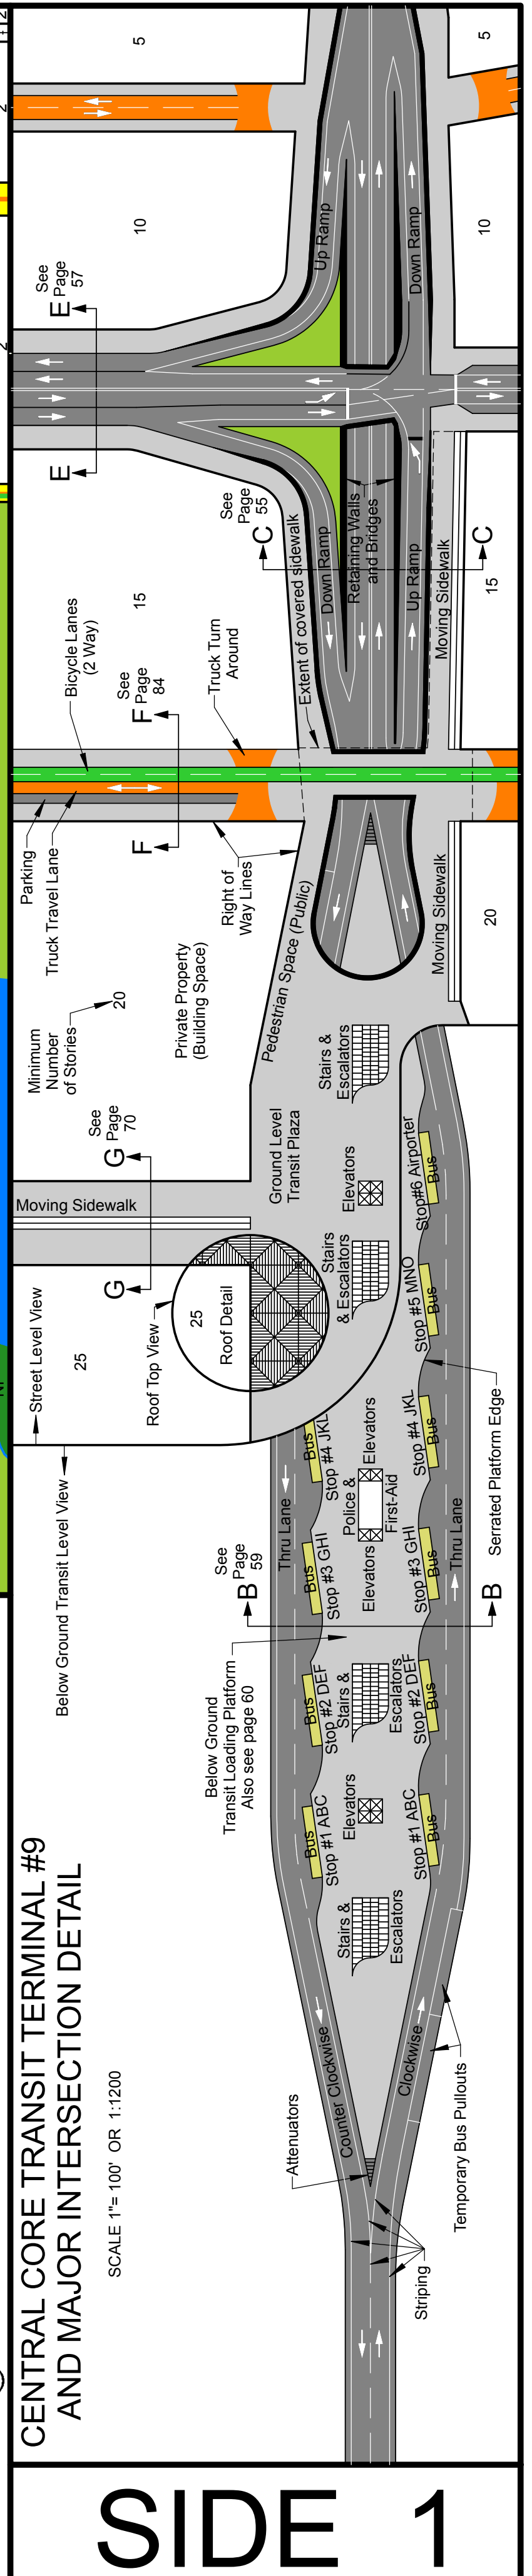 SIDE 1
CENTRAL CORE TRANSIT TERMINAL #9
AND MAJOR INTERSECTION DETAIL
SCALE 1"= 100' OR 1:1200
Striping
Temporary Bus Pullouts
Attenuators
Counter Clockwise
Clockwise
Stairs &
Escalators
Elevators
Bus
Stop #1 ABC
Stop #1 ABC
Bus
Bus
Stop #2 DEF
Stairs &
Escalators
Stop #2 DEF
Bus
Below Ground
Transit Loading Platform
Also see page 60
See
Page
59
B
B
Bus
Stop #3 GHI
Elevators
Stop #3 GHI
Bus
Police &
First-Aid
Elevators
Thru Lane
Thru Lane
Bus
Stop #4 JKL
Stop #4 JKL
Bus
Serrated Platform Edge
Below Ground Transit Level View
Street Level View
25
Roof Top View
25
Roof Detail
Stairs
& Escalators
Stop #5 MNO
Bus
Elevators
Stop#6 Airporter
Bus
Moving Sidewalk
G
G
See
Page
70
Ground Level
Transit Plaza
Stairs &
Escalators
Minimum
Number
of Stories
20
Private Property
(Building Space)
Pedestrian Space (Public)
Moving Sidewalk
20
Right of
Way Lines
Parking
Truck Travel Lane
Bicycle Lanes
(2 Way)
F
F
See
Page
84
Truck Turn
Around
15
Extent of covered sidewalk
Down Ramp
Retaining Walls
and Bridges
Up Ramp
Moving Sidewalk
15
See
Page
55
C
C
E
E
See
Page
57
10
Up Ramp
Down Ramp
10
5
5